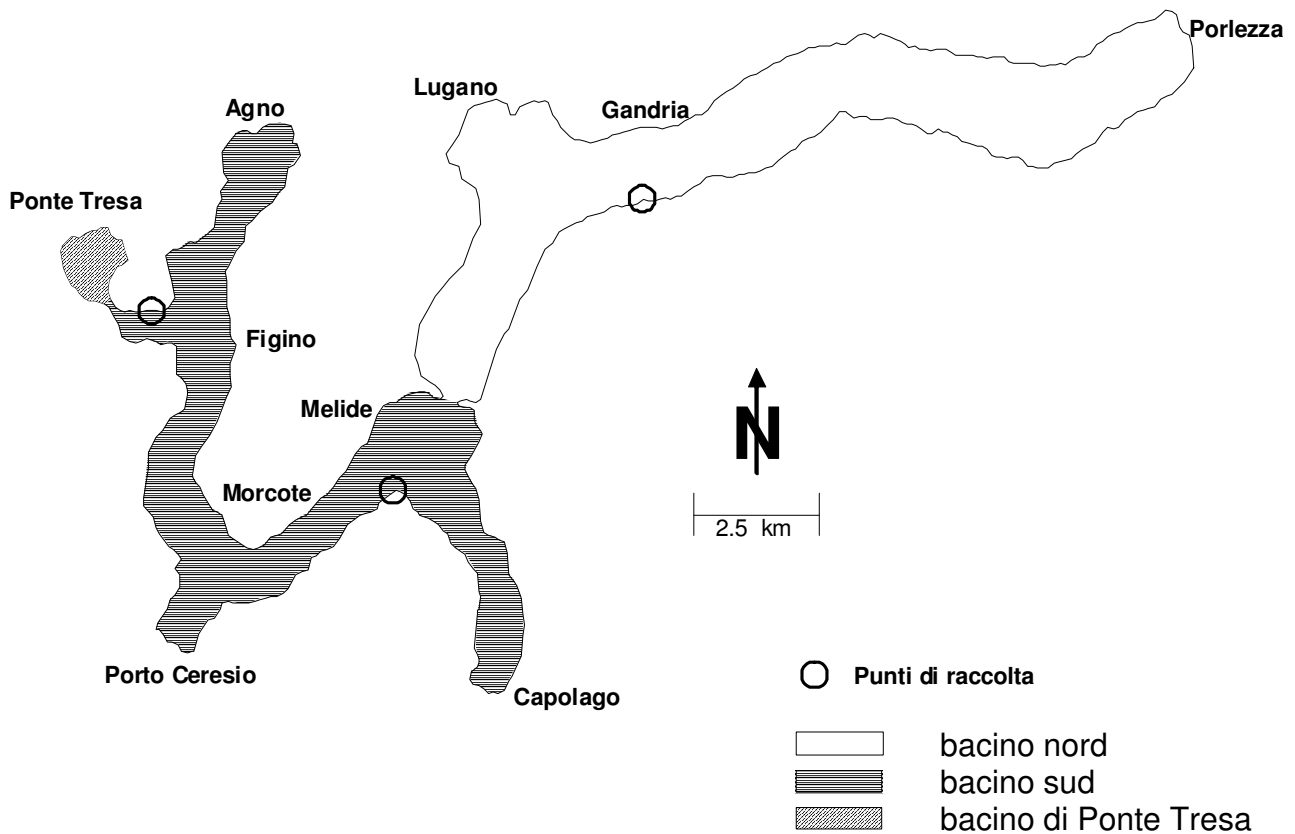 Porlezza
Lugano
Gandria
Agno
Ponte Tresa
Figino
Melide
N
Morcote
2.5 km
Porto Ceresio
Capolago
Punti di raccolta
bacino nord
bacino sud
bacino di Ponte Tresa